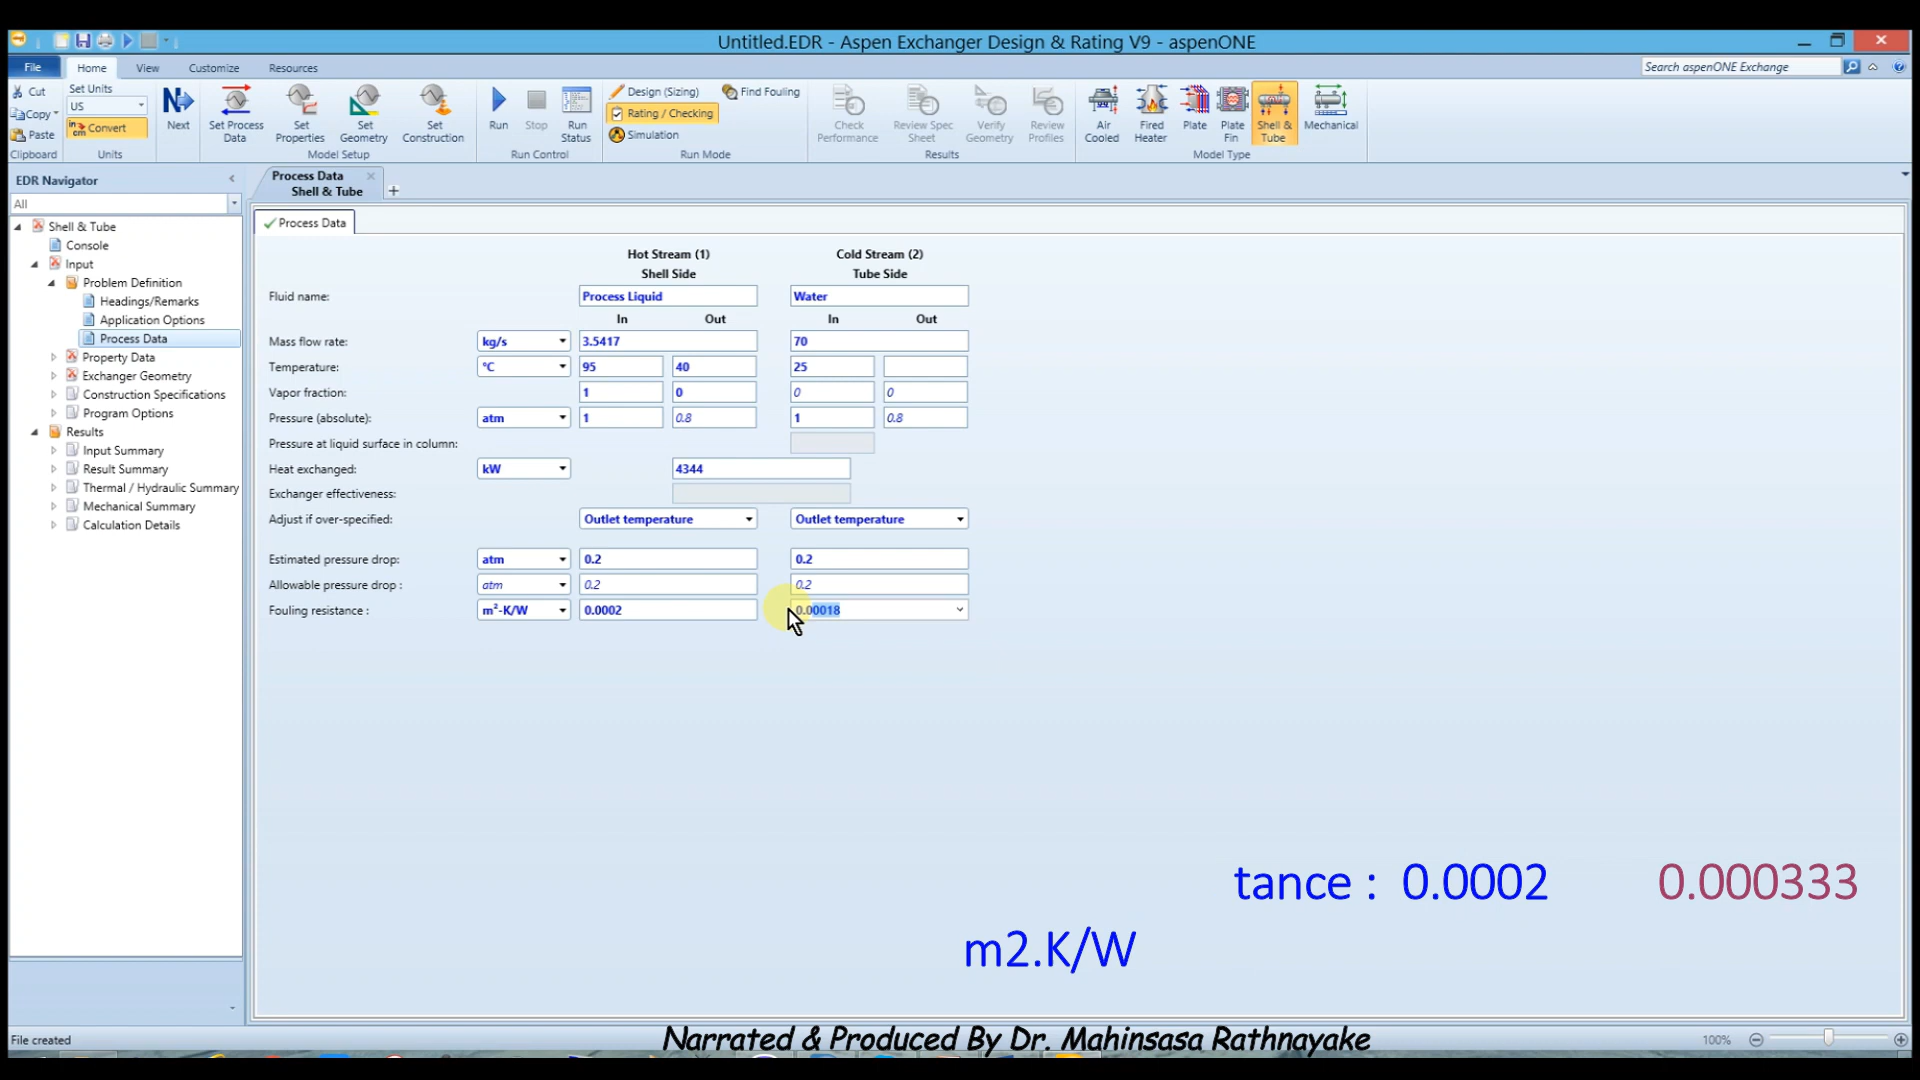 Untitled.EDR - Aspen Exchanger Design & Rating V9 - aspenONE
File Home View Customize Resources Search aspenONE Exchange
Cut Copy Paste Clipboard
Set Units US Convert Units
Next
Set Process Data
Set Properties
Set Geometry
Set Construction
Model Setup
Run Stop Run Status Run Control
Design (Sizing) Find Fouling
Rating / Checking
Simulation
Run Mode
Check Performance
Review Spec Sheet
Verify Geometry
Review Profiles
Results
Air Cooled
Fired Heater
Plate
Plate Fin
Shell & Tube
Mechanical
Model Type
EDR Navigator
All
Shell & Tube
Console
Input
Problem Definition
Headings/Remarks
Application Options
Process Data
Property Data
Exchanger Geometry
Construction Specifications
Program Options
Results
Input Summary
Result Summary
Thermal / Hydraulic Summary
Mechanical Summary
Calculation Details
Process Data
Shell & Tube
Process Data
Hot Stream (1) Cold Stream (2)
Shell Side Tube Side
Fluid name: Process Liquid Water
In Out In Out
Mass flow rate: kg/s 3.5417 70
Temperature: °C 95 40 25
Vapor fraction: 1 0 0 0
Pressure (absolute): atm 1 0.8 1 0.8
Pressure at liquid surface in column:
Heat exchanged: kW 4344
Exchanger effectiveness:
Adjust if over-specified: Outlet temperature Outlet temperature
Estimated pressure drop: atm 0.2 0.2
Allowable pressure drop : atm 0.2 0.2
Fouling resistance : m²-K/W 0.0002 0.00018
tance : 0.0002 0.000333
m2.K/W
File created
Narrated & Produced By Dr. Mahinsasa Rathnayake
100%